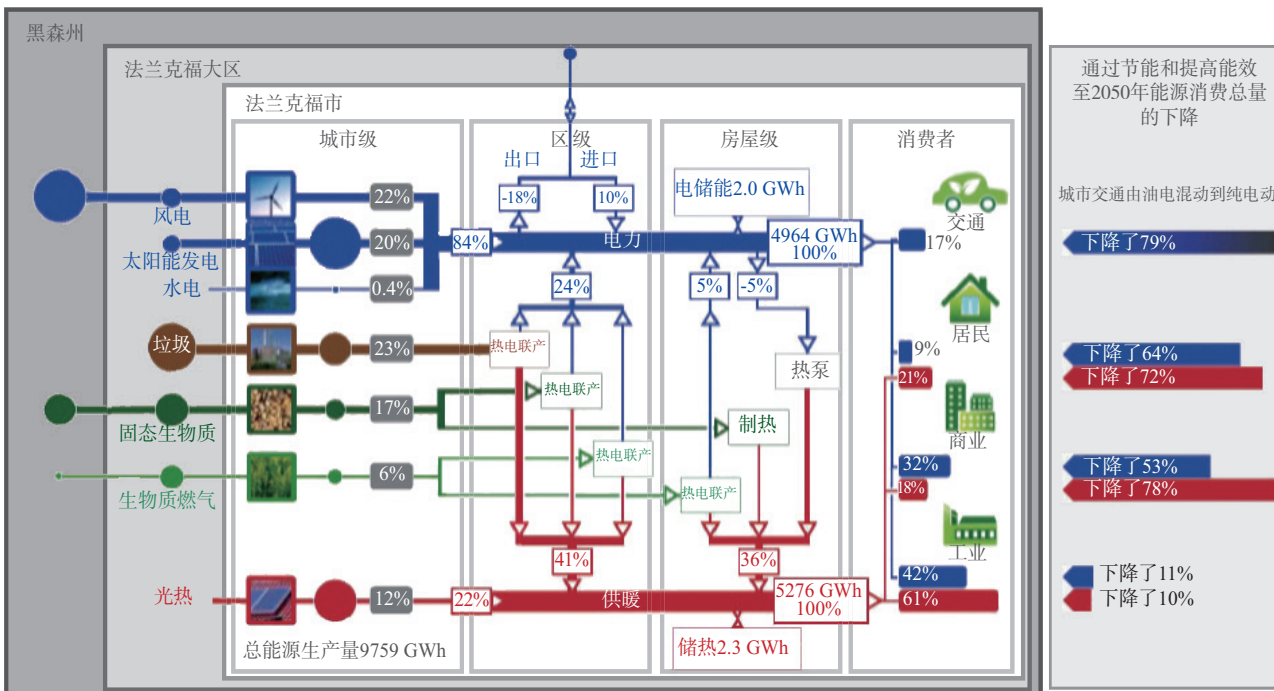 黑森州
法兰克福大区
法兰克福市
城市级
区级
房屋级
消费者
出口
进口
-18%
10%
电储能2.0 GWh
风电
22%
太阳能发电
20%
84%
电力
4964 GWh
100%
水电
0.4%
24%
5%
-5%
垃圾
23%
热电联产
热泵
固态生物质
17%
热电联产
制热
生物质燃气
6%
热电联产
热电联产
41%
36%
光热
12%
22%
供暖
5276 GWh
100%
总能源生产量9759 GWh
储热2.3 GWh
交通
17%
居民
9%
21%
商业
32%
18%
工业
42%
61%
通过节能和提高能效
至2050年能源消费总量
的下降
城市交通由油电混动到纯电动
下降了79%
下降了64%
下降了72%
下降了53%
下降了78%
下降了11%
下降了10%